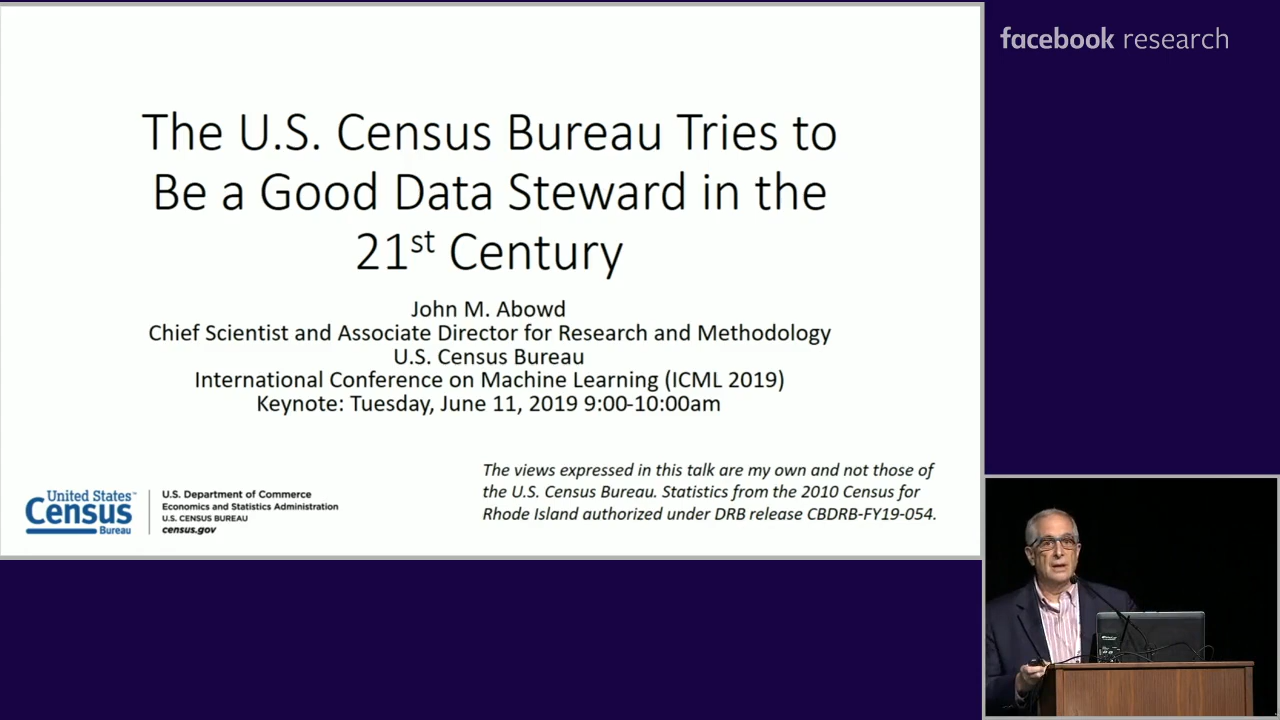 facebook research
The U.S. Census Bureau Tries to
Be a Good Data Steward in the
21st Century
John M. Abowd
Chief Scientist and Associate Director for Research and Methodology
U.S. Census Bureau
International Conference on Machine Learning (ICML 2019)
Keynote: Tuesday, June 11, 2019 9:00-10:00am
The views expressed in this talk are my own and not those of
the U.S. Census Bureau. Statistics from the 2010 Census for
Rhode Island authorized under DRB release CBDRB-FY19-054.
United States™
Census
Bureau
U.S. Department of Commerce
Economics and Statistics Administration
U.S. CENSUS BUREAU
census.gov